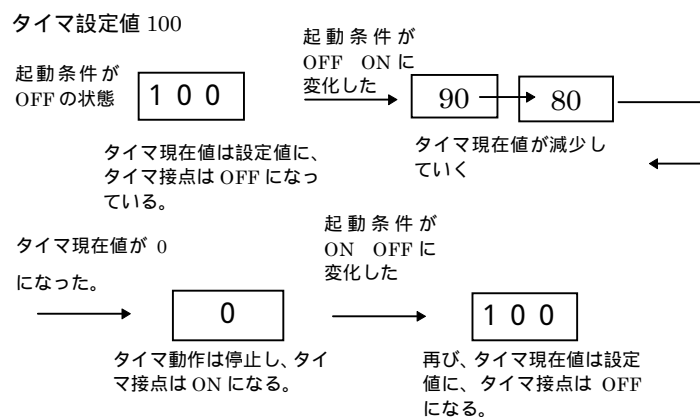 タイマ設定値 100
起動条件が
OFF の状態
1 0 0
タイマ現在値は設定値に、
タイマ接点は OFF になっ
ている。
起動条件が
OFF ON に
変化した
90
80
タイマ現在値が減少し
ていく
タイマ現在値が 0
になった。
0
タイマ動作は停止し、タイ
マ接点は ON になる。
起動条件が
ON OFF に
変化した
1 0 0
再び、タイマ現在値は設定
値に、タイマ接点は OFF
になる。